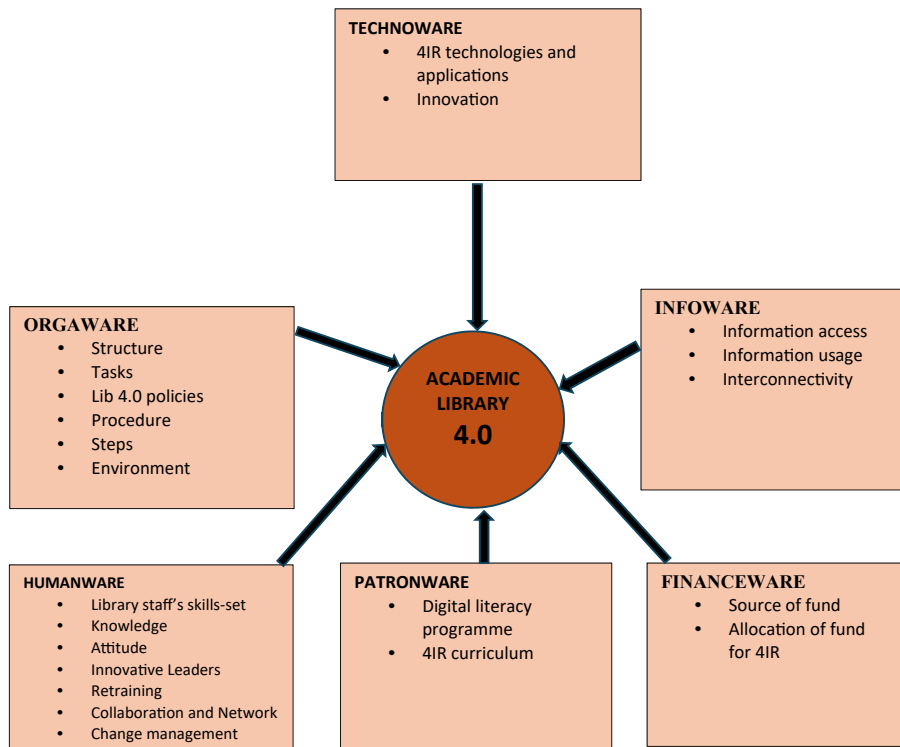 TECHNOWARE
• 4IR technologies and
applications
• Innovation
ORGAWARE
• Structure
• Tasks
• Lib 4.0 policies
• Procedure
• Steps
• Environment
ACADEMIC
LIBRARY
4.0
INFOWARE
• Information access
• Information usage
• Interconnectivity
HUMANWARE
• Library staff's skills-set
• Knowledge
• Attitude
• Innovative Leaders
• Retraining
• Collaboration and Network
• Change management
PATRONWARE
• Digital literacy
programme
• 4IR curriculum
FINANCEWARE
• Source of fund
• Allocation of fund
for 4IR